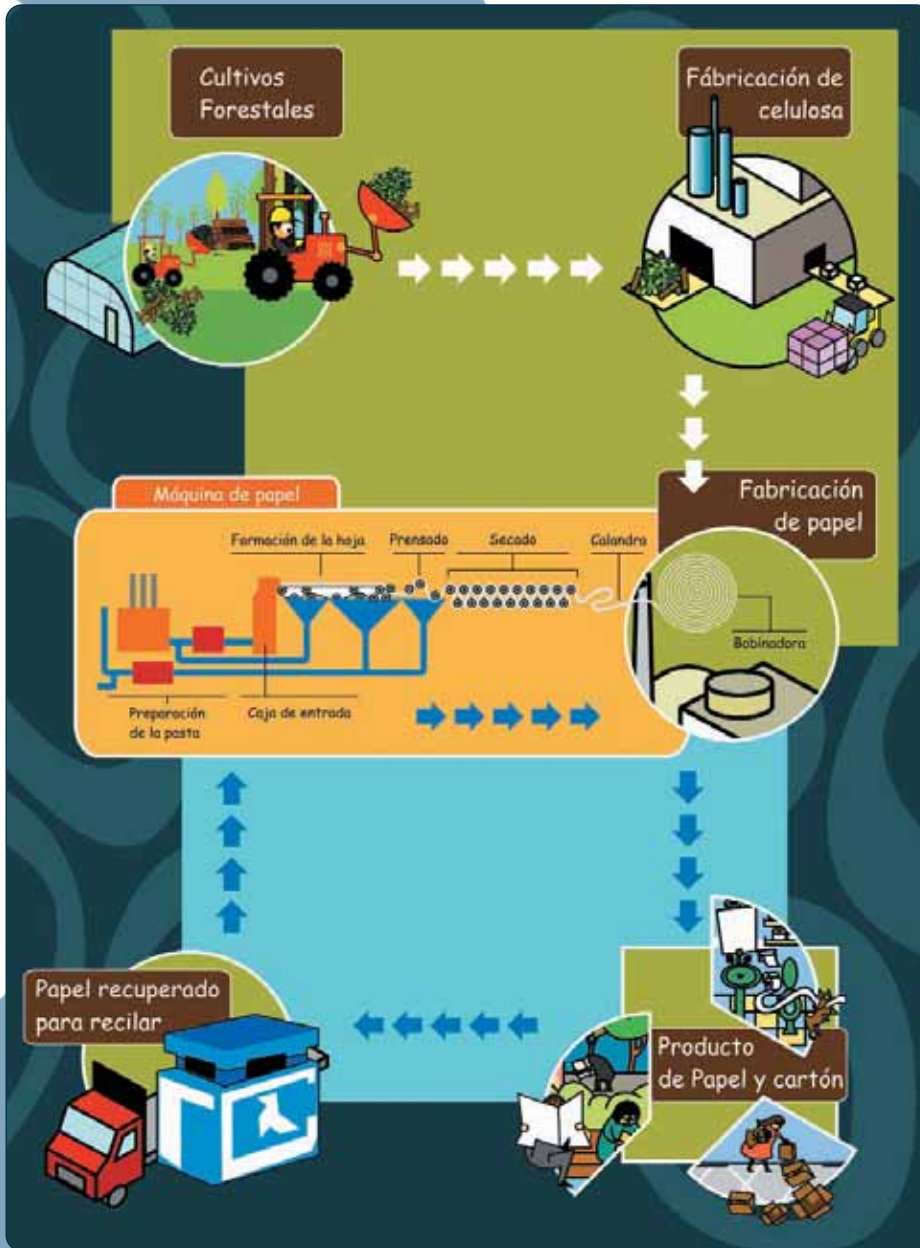 Cultivos
Forestales
Fábricación de
celulosa
Máquina de papel
Fabricación
de papel
Formación de la hoja
Prensado
Secado
Calandra
Bobinadora
Preparación
de la pasta
Caja de entrada
Papel recuperado
para recilar
Producto
de Papel y cartón